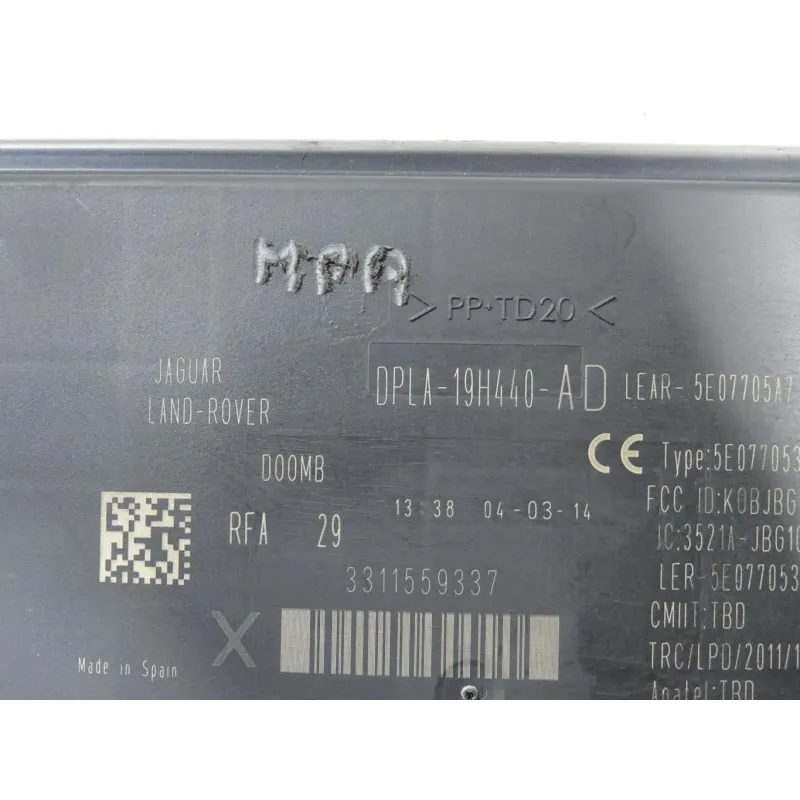 MPA
> PP+TD20 <
JAGUAR
LAND-ROVER
DPLA-19H440-AD
LEAR- 5E07705A7
D00MB
CE Type:5E077053
RFA 29
13:38 04-03-14
FCC ID:KOBJBG
IC:3521A-JBG10
3311559337
LER-5E077053
X
CMIIT:TBD
Made in Spain
TRC/LPD/2011/1
Anatel:TBD